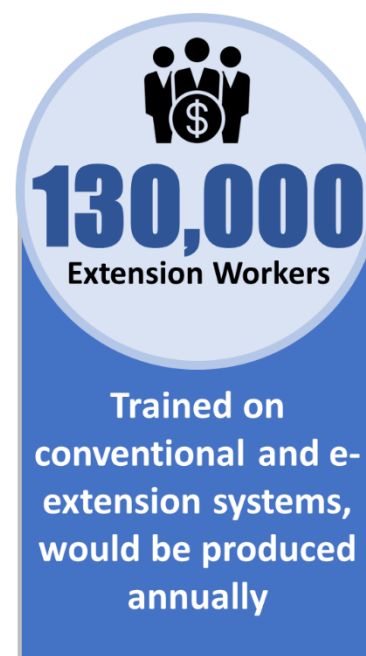 $
130,000
Extension Workers
Trained on
conventional and e-
extension systems,
would be produced
annually